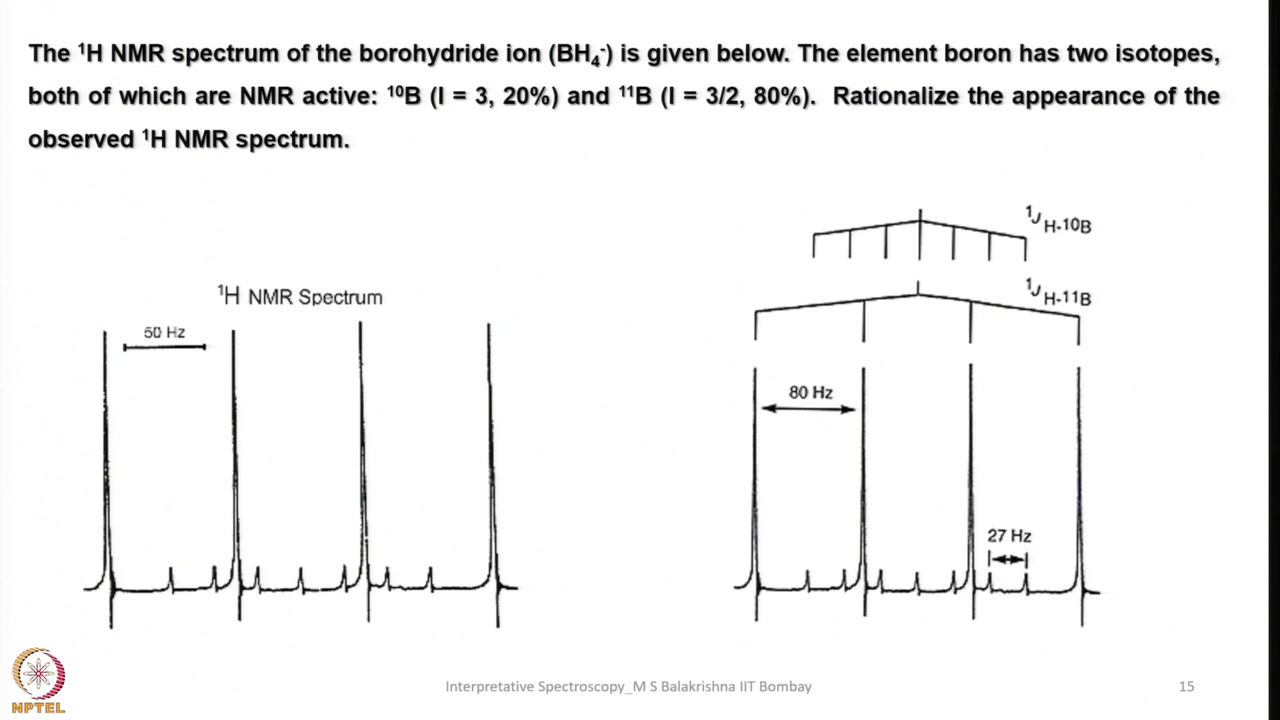 The ¹H NMR spectrum of the borohydride ion (BH₄⁻) is given below. The element boron has two isotopes,
both of which are NMR active: ¹⁰B (I = 3, 20%) and ¹¹B (I = 3/2, 80%).  Rationalize the appearance of the
observed ¹H NMR spectrum.
¹H NMR Spectrum
50 Hz
¹J H-10B
¹J H-11B
80 Hz
27 Hz
NPTEL
Interpretative Spectroscopy_M S Balakrishna IIT Bombay
15